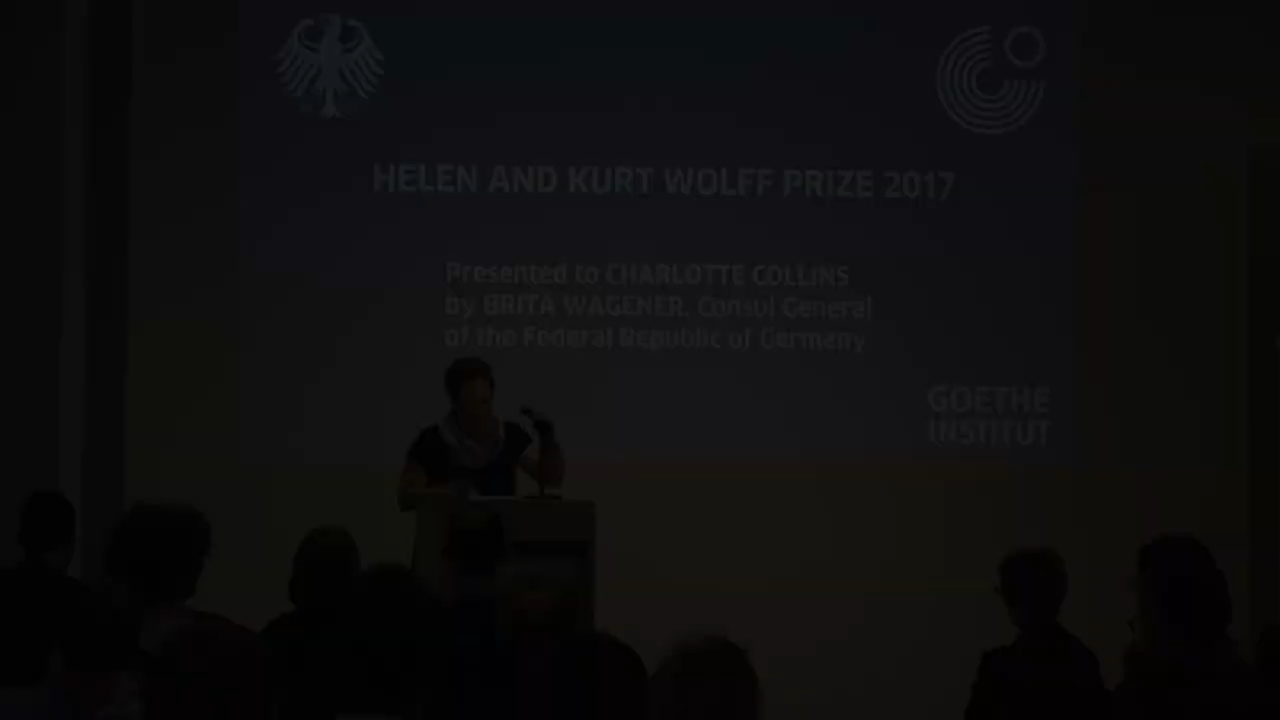 HELEN AND KURT WOLFF PRIZE 2017
Presented to CHARLOTTE COLLINS
by BRITA WAGENER, Consul General
of the Federal Republic of Germany
GOETHE
INSTITUT